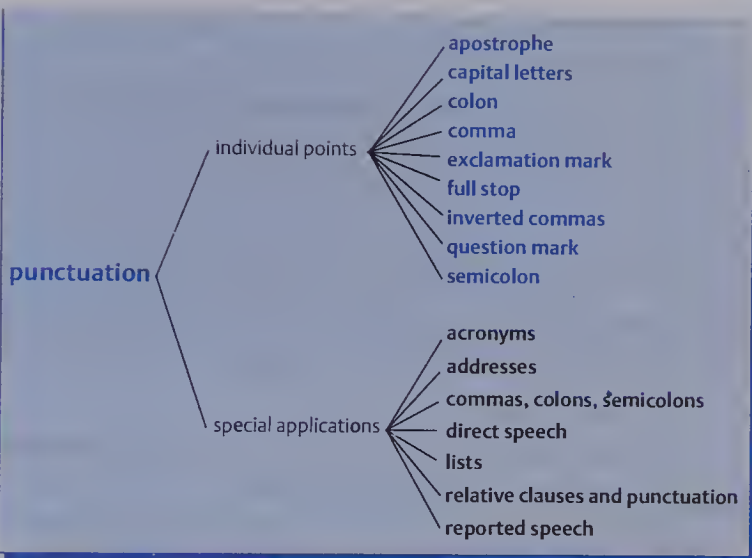 punctuation
individual points
apostrophe
capital letters
colon
comma
exclamation mark
full stop
inverted commas
question mark
semicolon
special applications
acronyms
addresses
commas, colons, semicolons
direct speech
lists
relative clauses and punctuation
reported speech